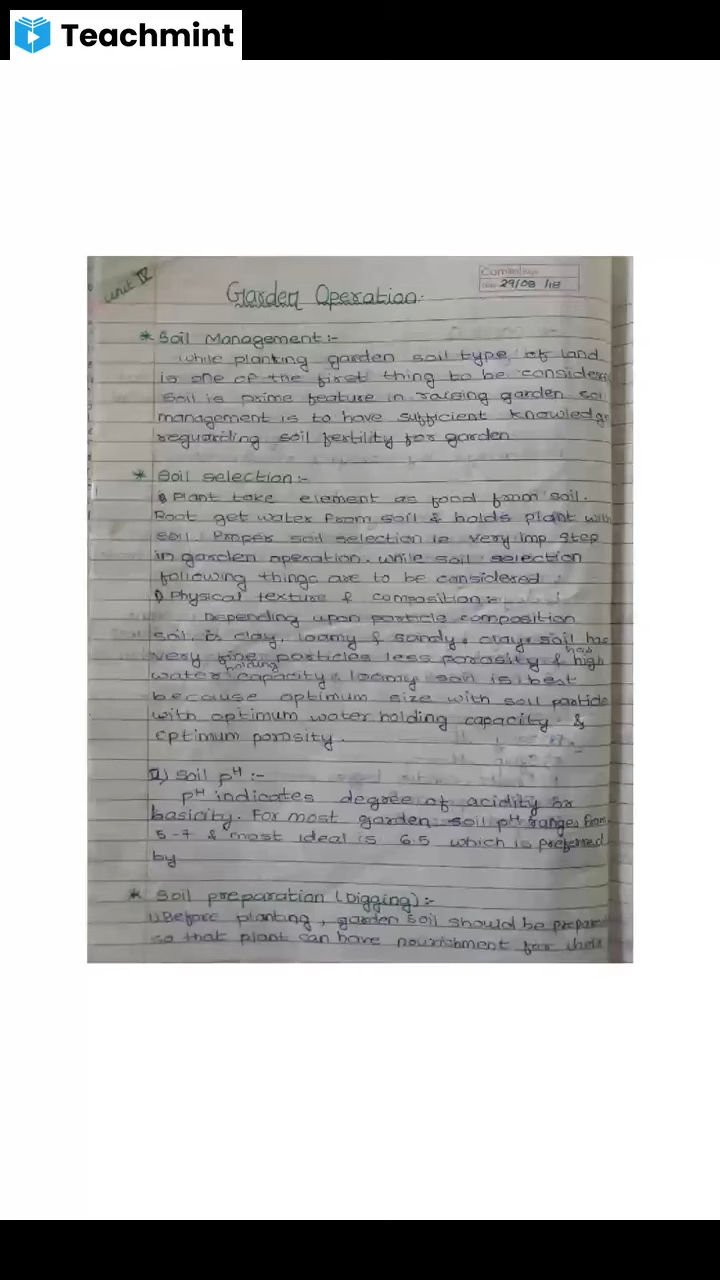 Teachmint
unit IV
Cambridge
29/08/18
Garden Operation.
* Soil Management:-
while planting garden soil type of land
is one of the first thing to be consider
soil is prime feature in raising garden soi
management is to have sufficient knowledge
reguarding soil fertility for garden
* Soil selection:-
Plant take element as food from soil.
Root get water from soil & holds plant with
soil. Proper soil selection is very imp step
in garden operation. while soil selection
following things are to be considered :
I) Physical texture & composition:-
Depending upon particle composition
soil is clay, loamy & sandy. clay soil has
very fine particles less porosity & has high
water holding capacity. loamy soil is best
because optimum size with soil particle
with optimum water holding capacity &
optimum porosity.
II) Soil pH :-
pH indicates degree of acidity or
basicity. For most garden soil pH ranges from
5-7 & most ideal is 6.5 which is preferred
by
* Soil preparation (Digging):-
1) Before planting, garden soil should be prepare
so that plant can have nourishment for